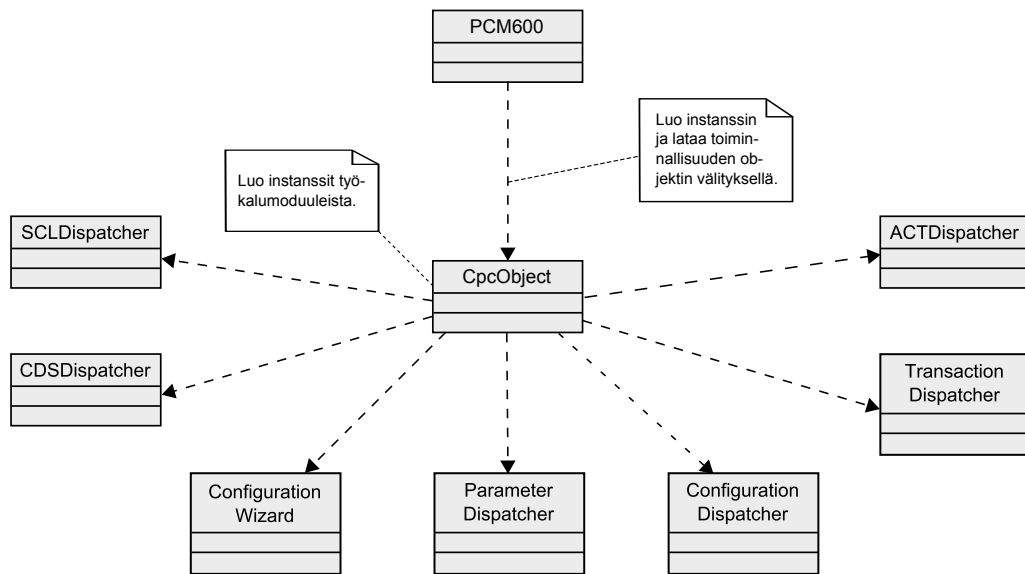 PCM600
Luo instanssin
ja lataa toimin-
nallisuuden ob-
jektin välityksellä.
Luo instanssit työ-
kalumoduuleista.
SCLDispatcher
CpcObject
ACTDispatcher
CDSDispatcher
Transaction
Dispatcher
Configuration
Wizard
Parameter
Dispatcher
Configuration
Dispatcher